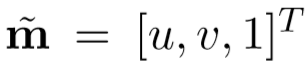 m̃ = [u, v, 1]ᵀ